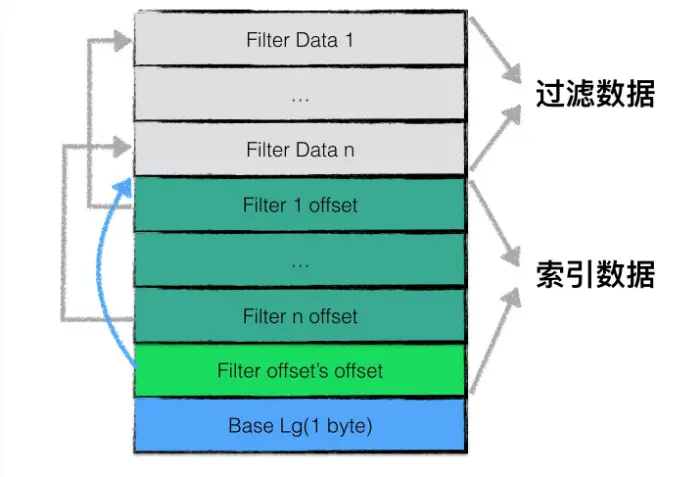 Filter Data 1
...
Filter Data n
过滤数据
Filter 1 offset
...
Filter n offset
索引数据
Filter offset's offset
Base Lg(1 byte)